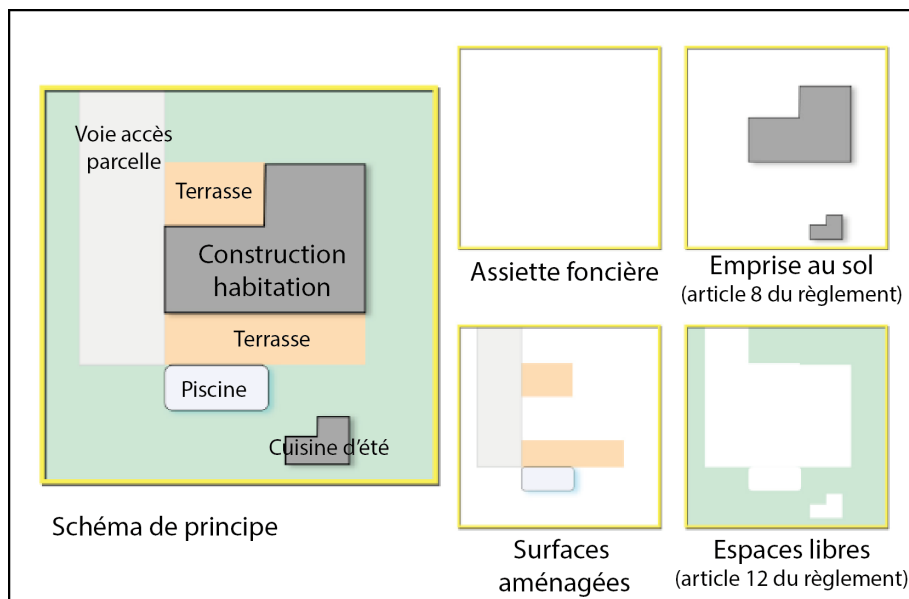 Voie accès
parcelle
Terrasse
Construction
habitation
Terrasse
Piscine
Cuisine d'été
Schéma de principe
Assiette foncière
Emprise au sol
(article 8 du règlement)
Surfaces
aménagées
Espaces libres
(article 12 du règlement)